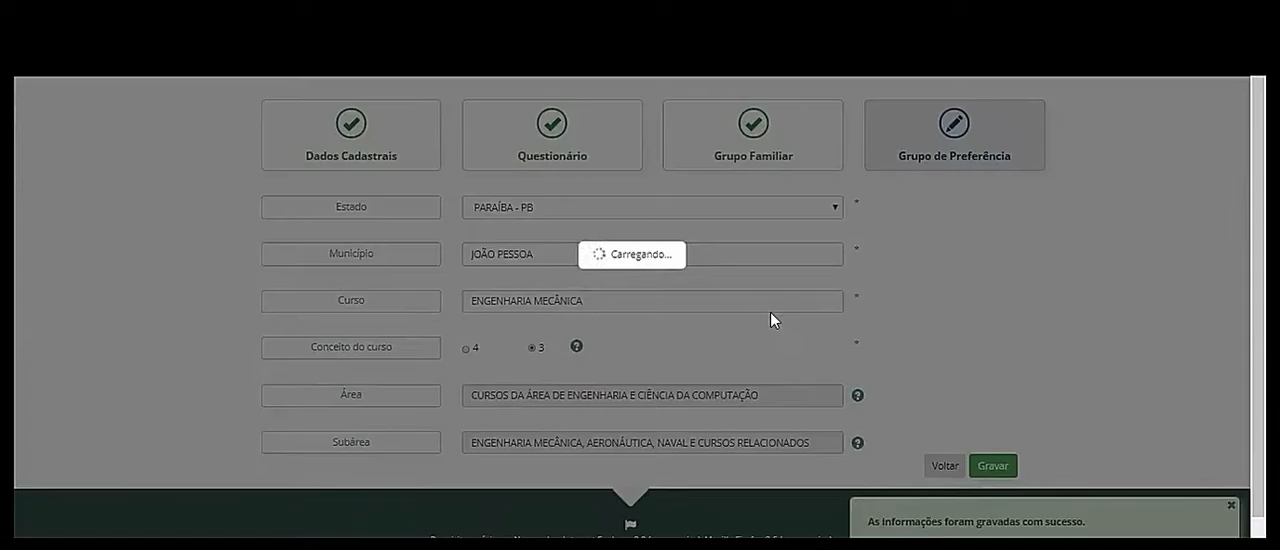 Dados Cadastrais
Questionário
Grupo Familiar
Grupo de Preferência
Estado
PARAÍBA - PB
*
Município
JOÃO PESSOA
Carregando...
*
Curso
ENGENHARIA MECÂNICA
*
Conceito do curso
4
3
?
*
Área
CURSOS DA ÁREA DE ENGENHARIA E CIÊNCIA DA COMPUTAÇÃO
?
Subárea
ENGENHARIA MECÂNICA, AERONÁUTICA, NAVAL E CURSOS RELACIONADOS
?
Voltar
Gravar
As informações foram gravadas com sucesso.